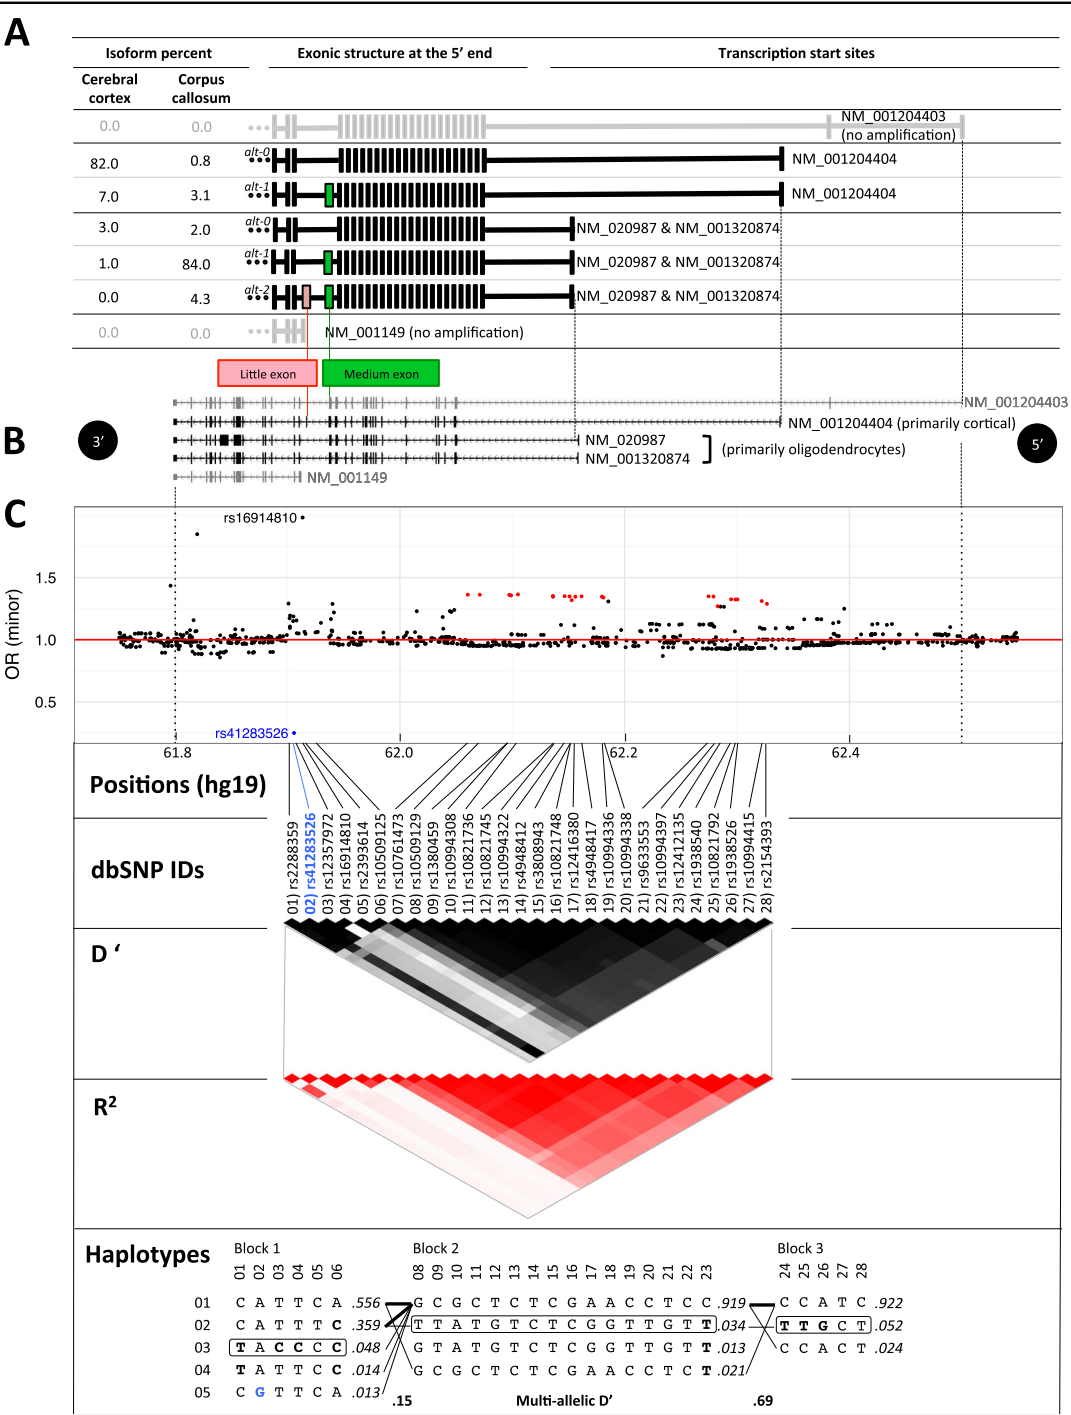 A
Isoform percent Exonic structure at the 5’ end Transcription start sites
Cerebral cortex Corpus callosum
0.0 0.0 NM_001204403 (no amplification)
82.0 0.8 alt-0 NM_001204404
7.0 3.1 alt-1 NM_001204404
3.0 2.0 alt-0 NM_020987 & NM_001320874
1.0 84.0 alt-1 NM_020987 & NM_001320874
0.0 4.3 alt-2 NM_020987 & NM_001320874
0.0 0.0 NM_001149 (no amplification)
Little exon Medium exon
NM_001204403
NM_001204404 (primarily cortical)
B 3’ NM_020987 5’
NM_001320874 (primarily oligodendrocytes)
NM_001149
C
rs16914810
1.5
1.0
0.5
OR (minor)
rs41283526
61.8 62.0 62.2 62.4
Positions (hg19)
dbSNP IDs
01) rs2288359
02) rs41283526
03) rs12357972
04) rs16914810
05) rs2393614
06) rs10509125
07) rs10761473
08) rs10509129
09) rs1380459
10) rs10994308
11) rs10821736
12) rs10821745
13) rs10994322
14) rs4948412
15) rs3808943
16) rs10821748
17) rs12416380
18) rs4948417
19) rs10994336
20) rs10994338
21) rs9633553
22) rs10994397
23) rs12412135
24) rs1938540
25) rs10821792
26) rs1938526
27) rs10994415
28) rs2154393
D ‘
R2
Haplotypes Block 1 Block 2 Block 3
01 02 03 04 05 06 08 09 10 11 12 13 14 15 16 17 18 19 20 21 22 23 24 25 26 27 28
01 C A T T C A .556 G C G C T C T C G A A C C T C C .919 C C A T C .922
02 C A T T T C .359 T T A T G T C T C G G T T G T T .034 T T G C T .052
03 T A C C C C .048 G T A T G T C T C G G T T G T T .013 C C A C T .024
04 T A T T C C .014 G C G C T C T C G A A C C T C T .021
05 C G T T C A .013
.15 Multi-allelic D’ .69